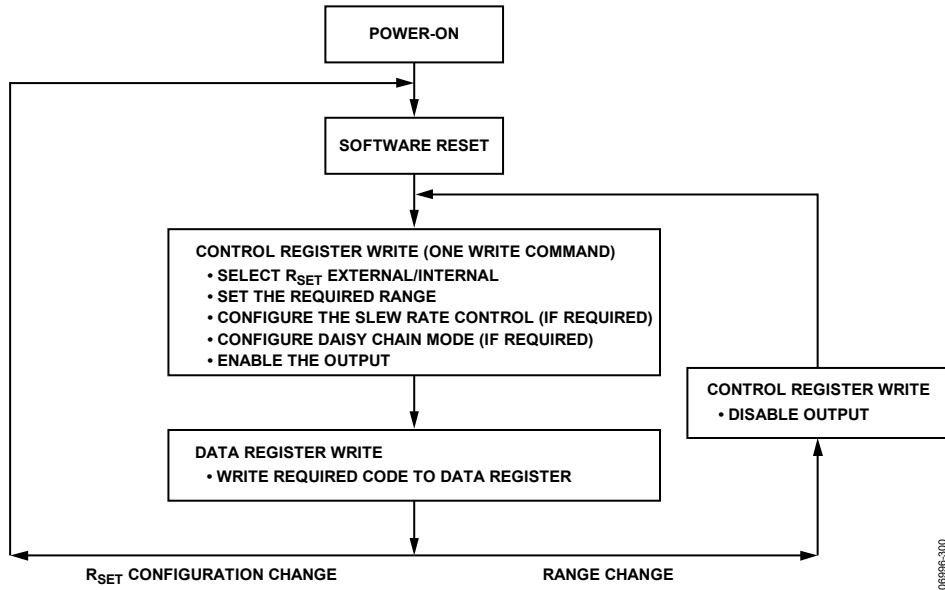 POWER-ON
SOFTWARE RESET
CONTROL REGISTER WRITE (ONE WRITE COMMAND)
• SELECT RSET EXTERNAL/INTERNAL
• SET THE REQUIRED RANGE
• CONFIGURE THE SLEW RATE CONTROL (IF REQUIRED)
• CONFIGURE DAISY CHAIN MODE (IF REQUIRED)
• ENABLE THE OUTPUT
CONTROL REGISTER WRITE
• DISABLE OUTPUT
DATA REGISTER WRITE
• WRITE REQUIRED CODE TO DATA REGISTER
RSET CONFIGURATION CHANGE
RANGE CHANGE
06996-300